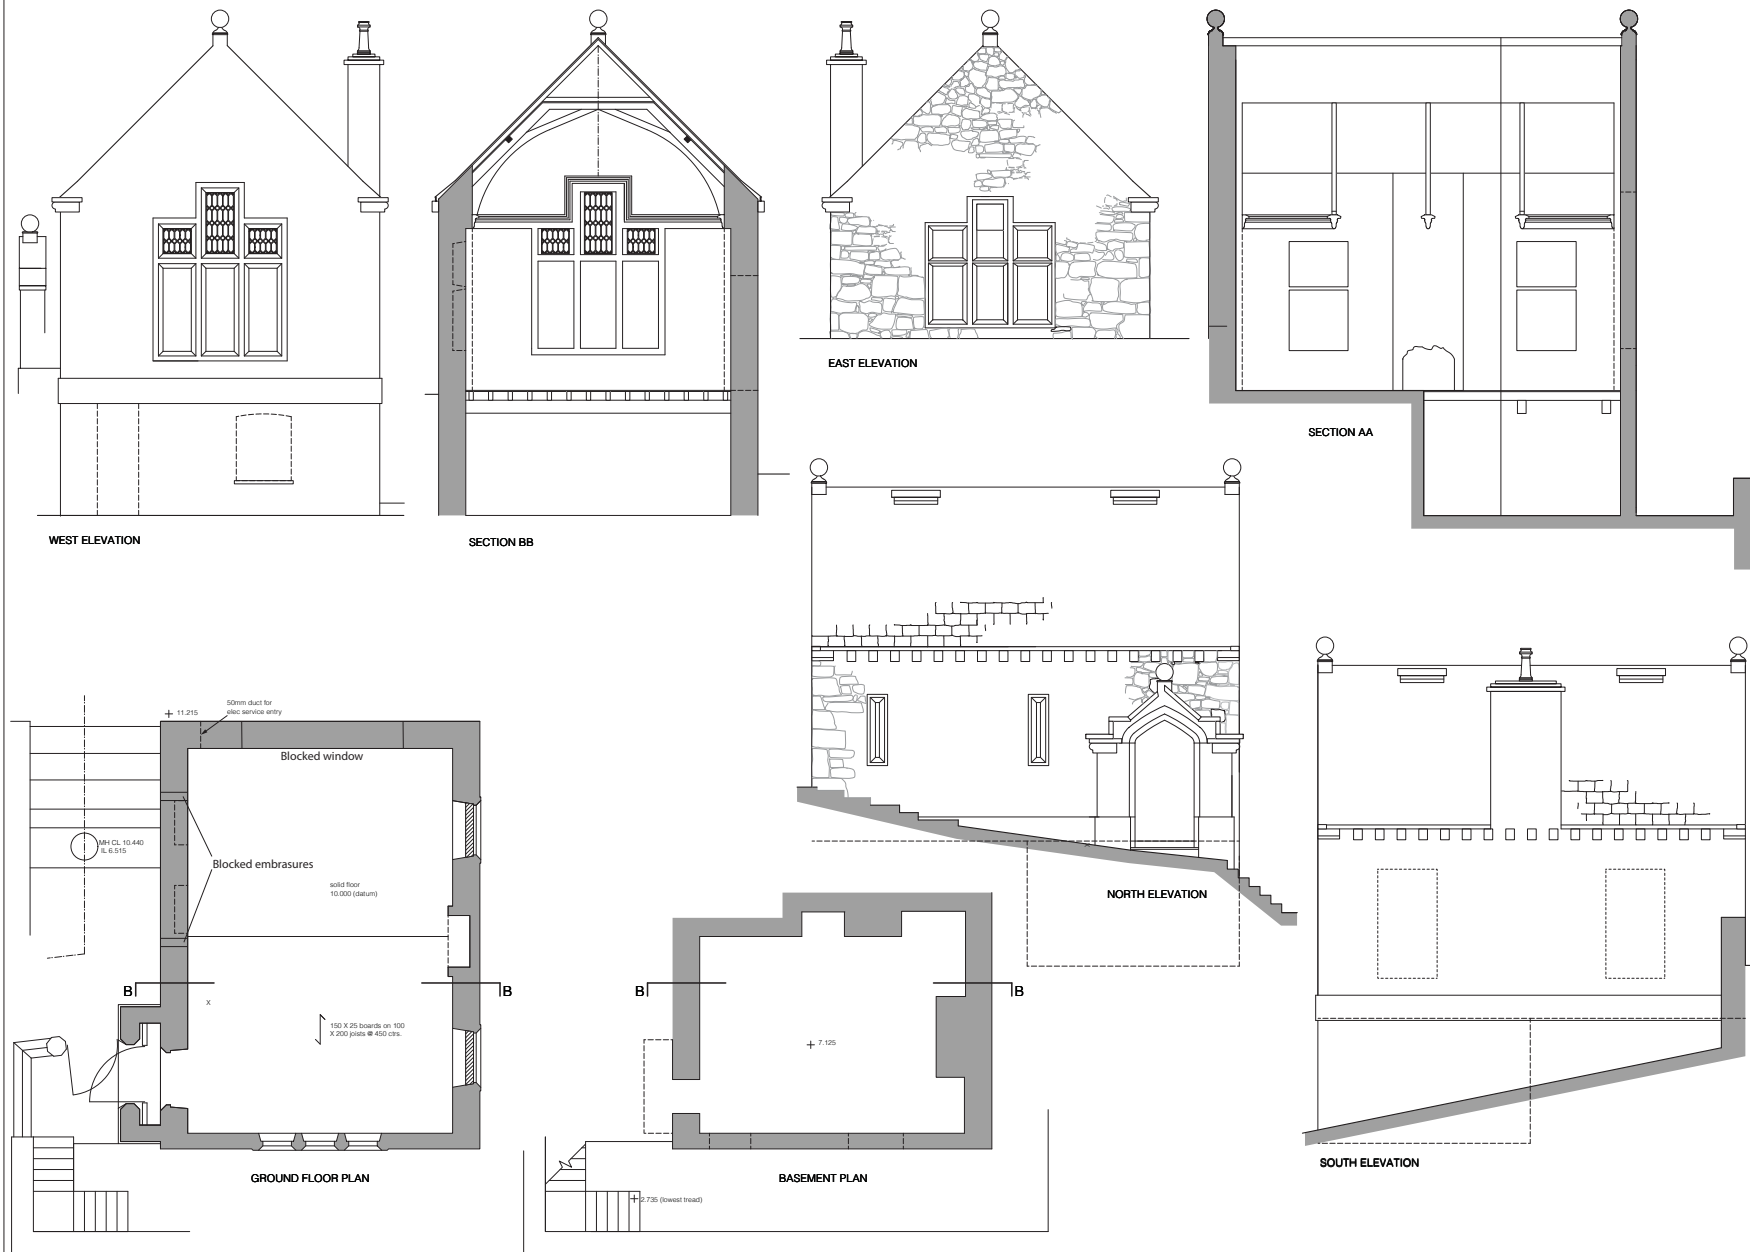 WEST ELEVATION
SECTION BB
EAST ELEVATION
SECTION AA
NORTH ELEVATION
SOUTH ELEVATION
11.215
50mm duct for
elec service entry
Blocked window
MH CL 10.440
IL 6.515
Blocked embrasures
solid floor
10.000 (datum)
B
B
X
150 X 25 boards on 100
X 200 joists @ 450 ctrs.
GROUND FLOOR PLAN
B
B
7.125
BASEMENT PLAN
2.735 (lowest tread)